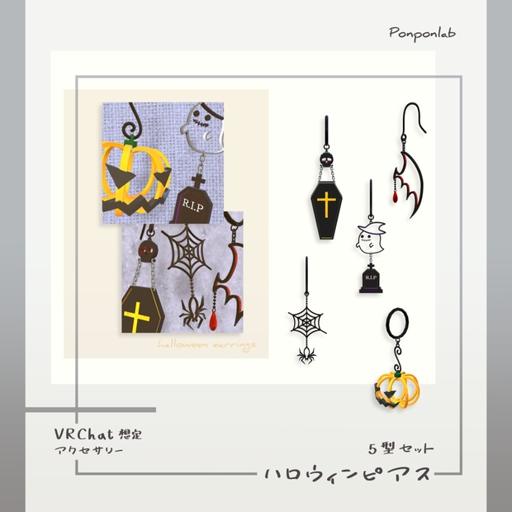 Ponponlab
R.I.P
R.I.P
halloween earrings
VRChat 想定
アクセサリー
5型セット
ハロウィンピアス